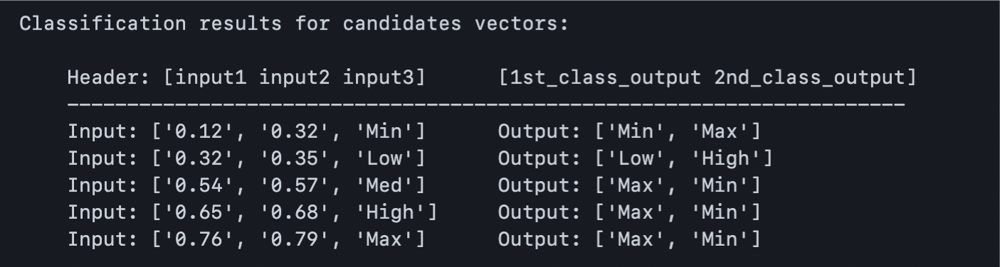 Classification results for candidates vectors:
Header: [input1 input2 input3]      [1st_class_output 2nd_class_output]
----------------------------------------------------------------------
Input: ['0.12', '0.32', 'Min']      Output: ['Min', 'Max']
Input: ['0.32', '0.35', 'Low']      Output: ['Low', 'High']
Input: ['0.54', '0.57', 'Med']      Output: ['Max', 'Min']
Input: ['0.65', '0.68', 'High']     Output: ['Max', 'Min']
Input: ['0.76', '0.79', 'Max']      Output: ['Max', 'Min']